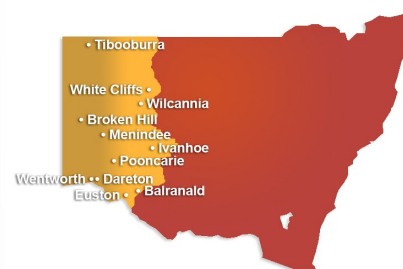 • Tibooburra
White Cliffs •
• Wilcannia
• Broken Hill
• Menindee
• Ivanhoe
• Pooncarie
Wentworth • • Dareton
Euston • • Balranald